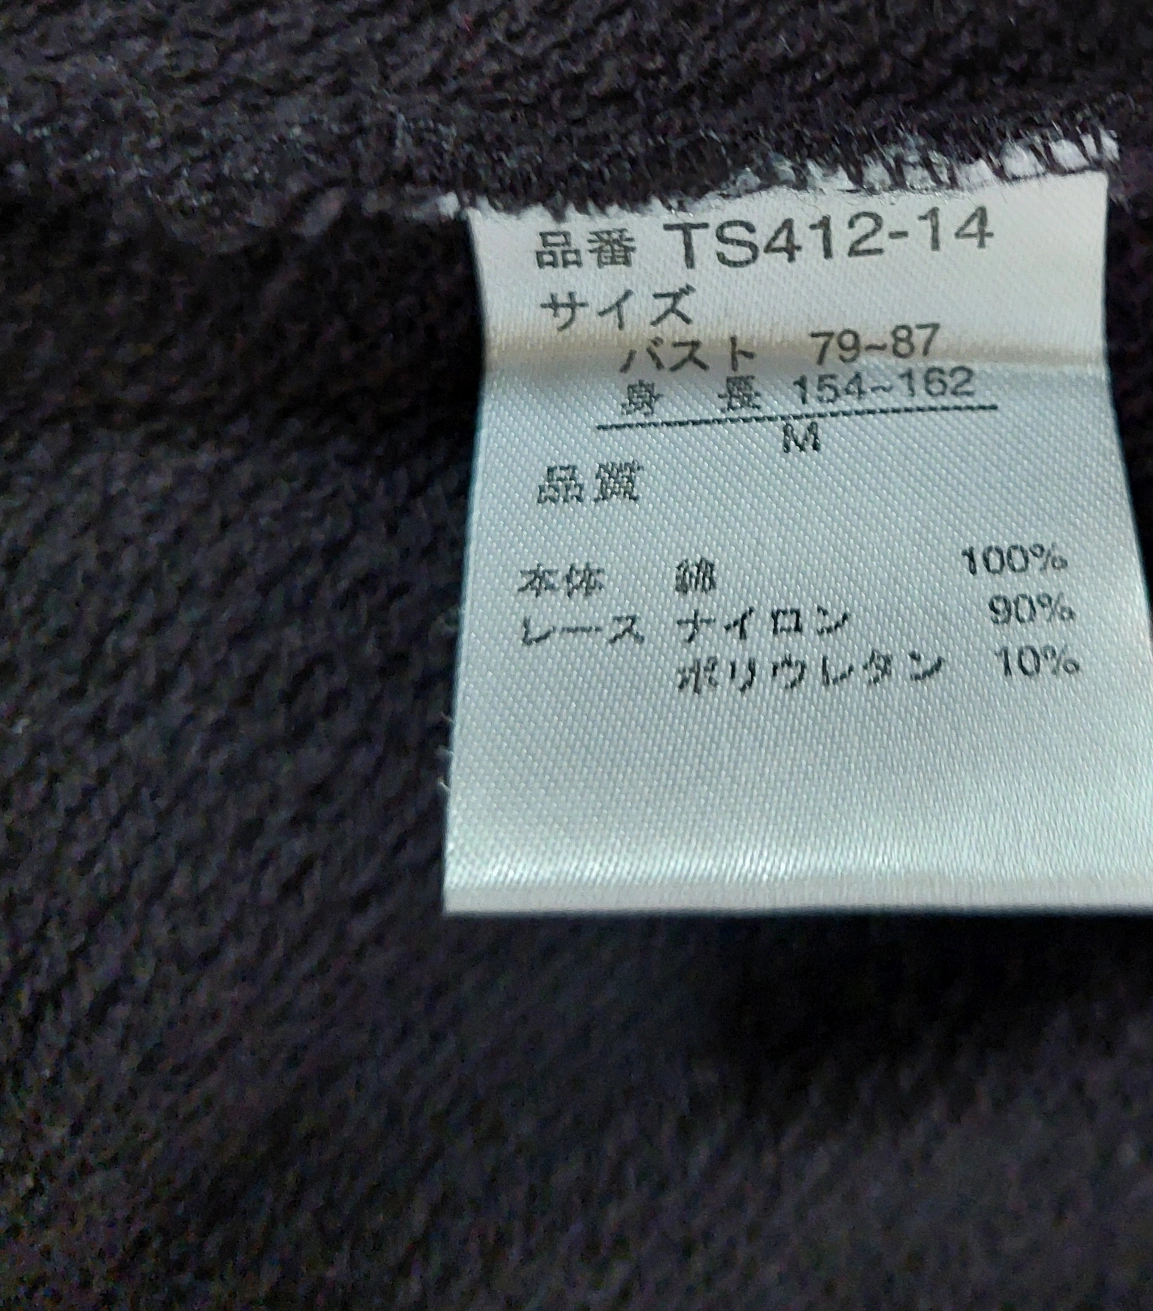 品番 TS412-14
サイズ
バスト 79~87
身 長 154~162
M
品質
本体 綿 100%
レース ナイロン 90%
ポリウレタン 10%